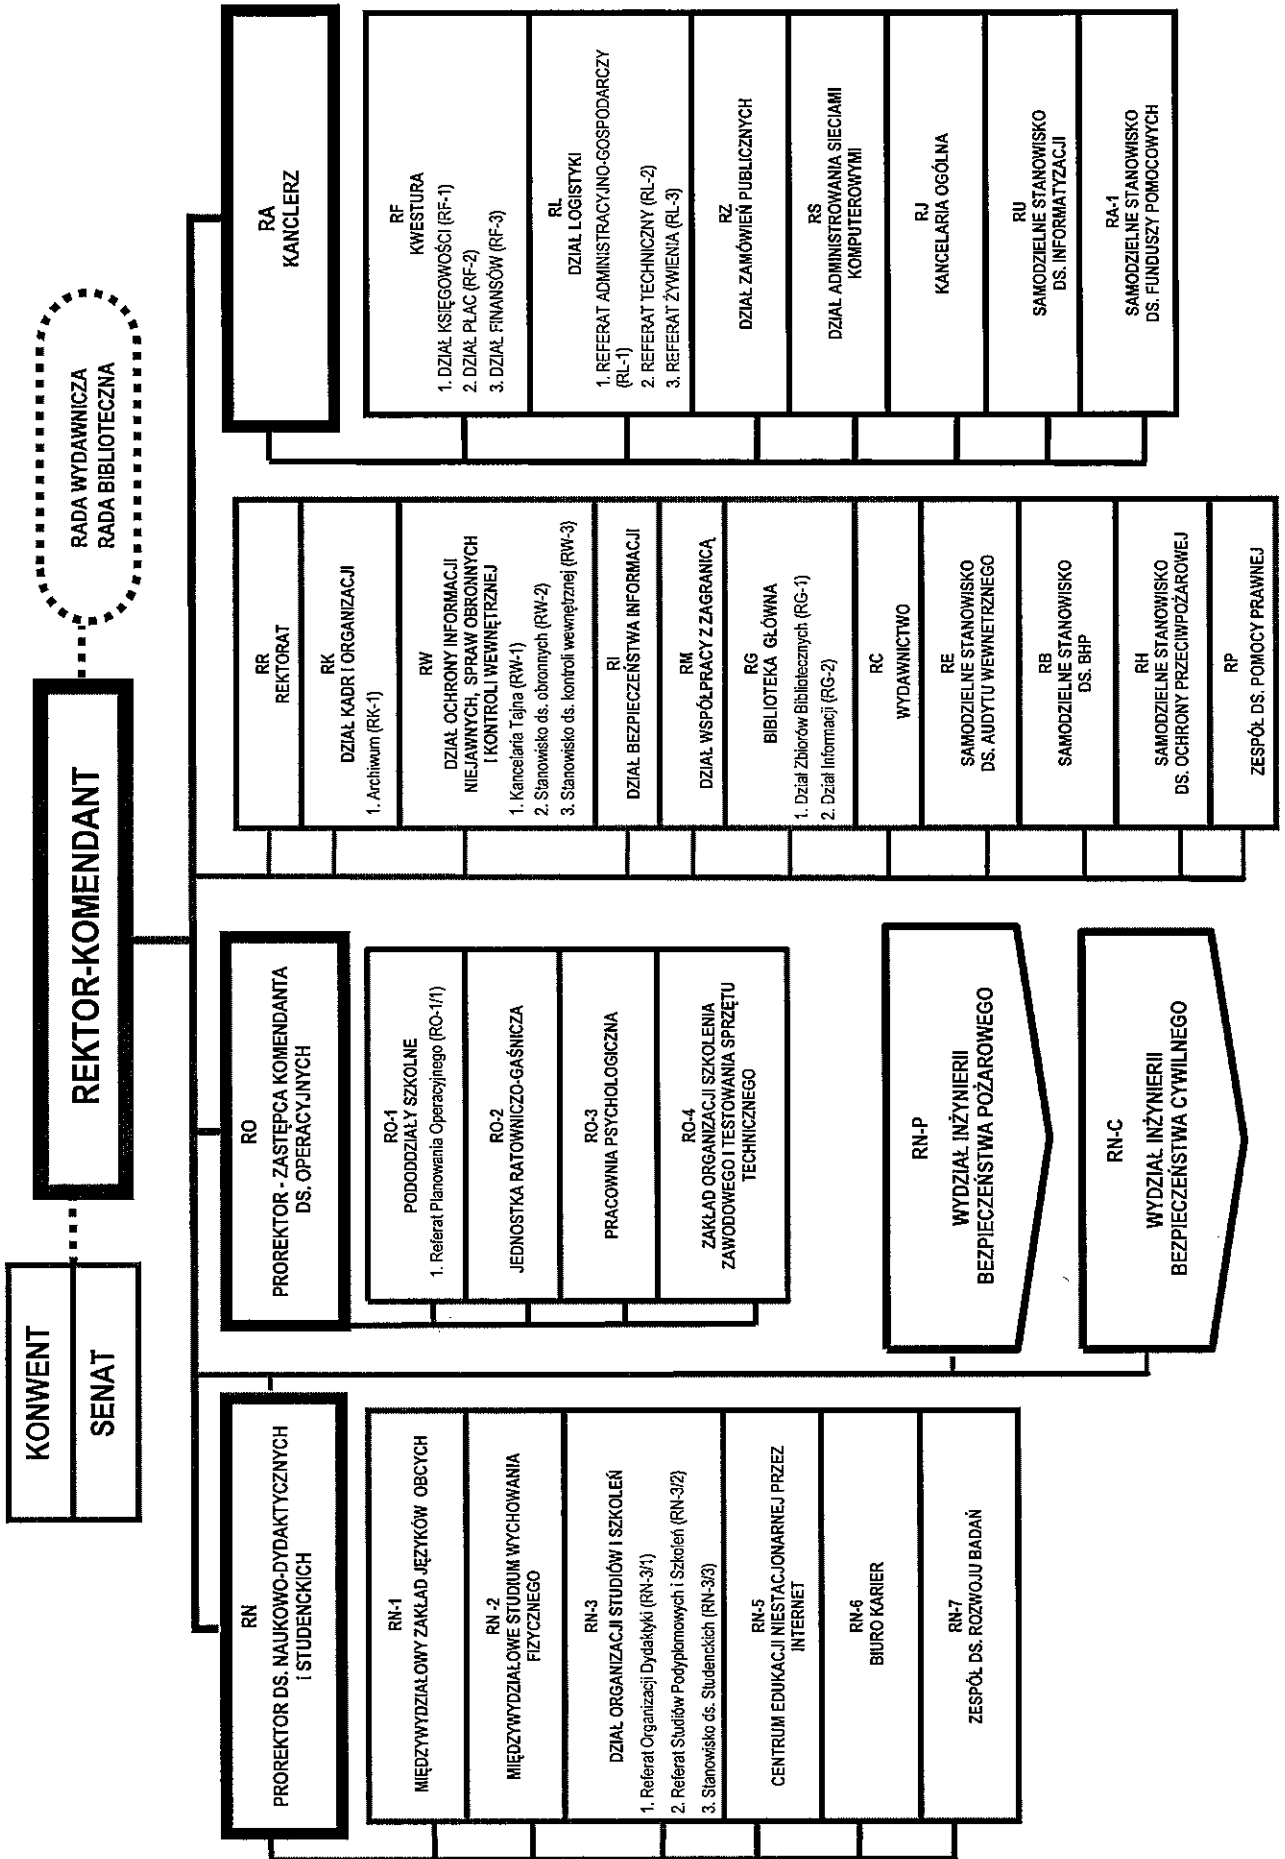 KONWENT
SENAT
REKTOR-KOMENDANT
RADA WYDAWNICZA
RADA BIBLIOTECZNA
RN
PROREKTOR DS. NAUKOWO-DYDAKTYCZNYCH
I STUDENCKICH
RN-1
MIĘDZYWYDZIAŁOWY ZAKŁAD JĘZYKÓW OBCYCH
RN -2
MIĘDZYWYDZIAŁOWE STUDIUM WYCHOWANIA
FIZYCZNEGO
RN-3
DZIAŁ ORGANIZACJI STUDIÓW I SZKOLEŃ
1. Referat Organizacji Dydaktyki (RN-3/1)
2. Referat Studiów Podyplomowych i Szkoleń (RN-3/2)
3. Stanowisko ds. Studenckich (RN-3/3)
RN-5
CENTRUM EDUKACJI NIESTACJONARNEJ PRZEZ
INTERNET
RN-6
BIURO KARIER
RN-7
ZESPÓŁ DS. ROZWOJU BADAŃ
RO
PROREKTOR - ZASTĘPCA KOMENDANTA
DS. OPERACYJNYCH
RO-1
PODODDZIAŁY SZKOLNE
1. Referat Planowania Operacyjnego (RO-1/1)
RO-2
JEDNOSTKA RATOWNICZO-GAŚNICZA
RO-3
PRACOWNIA PSYCHOLOGICZNA
RO-4
ZAKŁAD ORGANIZACJI SZKOLENIA
ZAWODOWEGO I TESTOWANIA SPRZĘTU
TECHNICZNEGO
RN-P
WYDZIAŁ INŻYNIERII
BEZPIECZEŃSTWA POŻAROWEGO
RN-C
WYDZIAŁ INŻYNIERII
BEZPIECZEŃSTWA CYWILNEGO
RR
REKTORAT
RK
DZIAŁ KADR I ORGANIZACJI
1. Archiwum (RK-1)
RW
DZIAŁ OCHRONY INFORMACJI
NIEJAWNYCH, SPRAW OBRONNYCH
I KONTROLI WEWNĘTRZNEJ
1. Kancelaria Tajna (RW-1)
2. Stanowisko ds. obronnych (RW-2)
3. Stanowisko ds. kontroli wewnętrznej (RW-3)
RI
DZIAŁ BEZPIECZEŃSTWA INFORMACJI
RM
DZIAŁ WSPÓŁPRACY Z ZAGRANICĄ
RG
BIBLIOTEKA GŁÓWNA
1. Dział Zbiorów Bibliotecznych (RG-1)
2. Dział Informacji (RG-2)
RC
WYDAWNICTWO
RE
SAMODZIELNE STANOWISKO
DS. AUDYTU WEWNETRZNEGO
RB
SAMODZIELNE STANOWISKO
DS. BHP
RH
SAMODZIELNE STANOWISKO
DS. OCHRONY PRZECIWPOŻAROWEJ
RP
ZESPÓŁ DS. POMOCY PRAWNEJ
RA
KANCLERZ
RF
KWESTURA
1. DZIAŁ KSIĘGOWOŚCI (RF-1)
2. DZIAŁ PŁAC (RF-2)
3. DZIAŁ FINANSÓW (RF-3)
RL
DZIAŁ LOGISTYKI
1. REFERAT ADMINISTRACYJNO-GOSPODARCZY
(RL-1)
2. REFERAT TECHNICZNY (RL-2)
3. REFERAT ŻYWIENIA (RL-3)
RZ
DZIAŁ ZAMÓWIEŃ PUBLICZNYCH
RS
DZIAŁ ADMINISTROWANIA SIECIAMI
KOMPUTEROWYMI
RJ
KANCELARIA OGÓLNA
RU
SAMODZIELNE STANOWISKO
DS. INFORMATYZACJI
RA-1
SAMODZIELNE STANOWISKO
DS. FUNDUSZY POMOCOWYCH